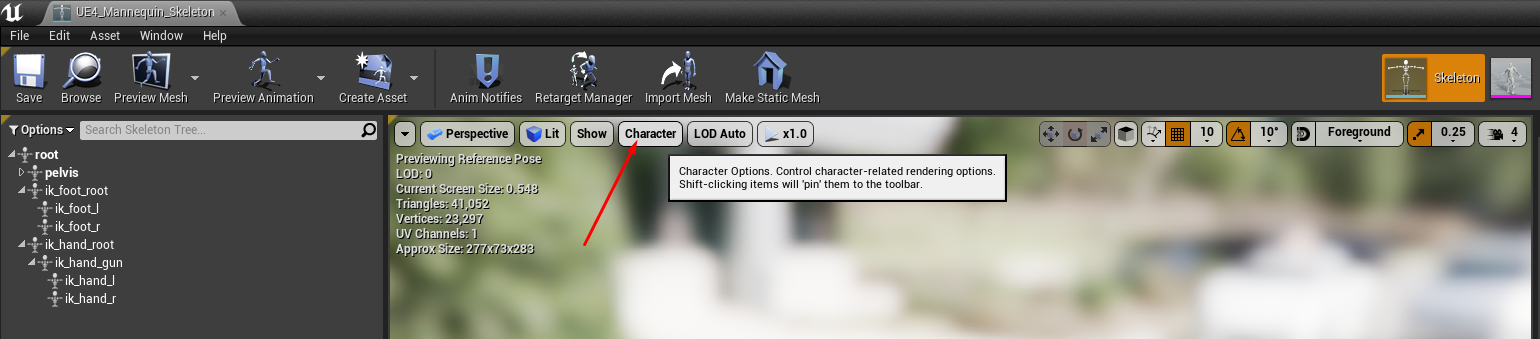 UE4_Mannequin_Skeleton
File Edit Asset Window Help
Save Browse Preview Mesh Preview Animation Create Asset Anim Notifies Retarget Manager Import Mesh Make Static Mesh Skeleton
Options Search Skeleton Tree...
Perspective Lit Show Character LOD Auto x1.0 10 10° Foreground 0.25 4
root
pelvis
ik_foot_root
ik_foot_l
ik_foot_r
ik_hand_root
ik_hand_gun
ik_hand_l
ik_hand_r
Previewing Reference Pose
LOD: 0
Current Screen Size: 0.548
Triangles: 41,052
Vertices: 23,297
UV Channels: 1
Approx Size: 277x73x283
Character Options. Control character-related rendering options.
Shift-clicking items will 'pin' them to the toolbar.